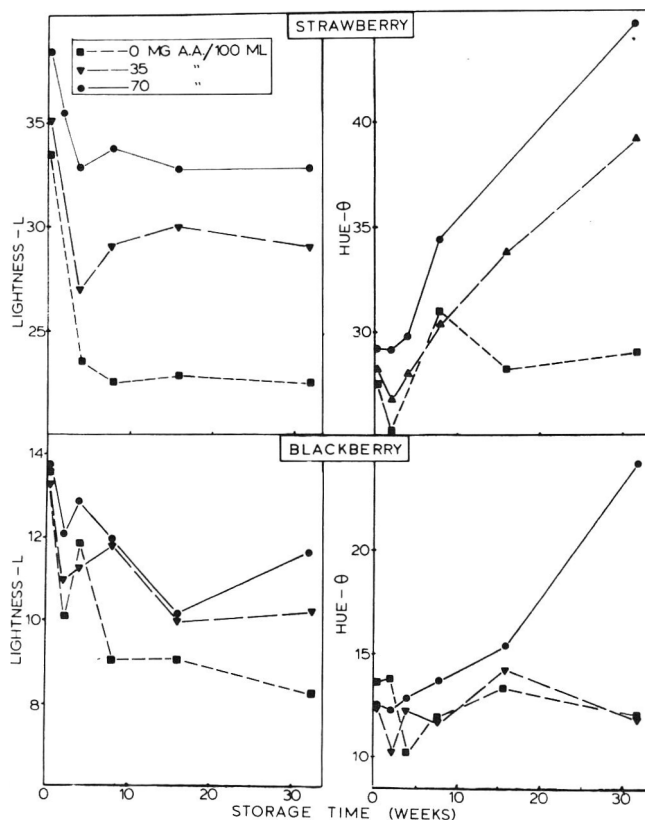 STRAWBERRY
0 MG A.A./100 ML
35 "
70 "
35
30
25
LIGHTNESS - L
40
35
30
HUE-θ
BLACKBERRY
14
12
10
8
LIGHTNESS - L
0 10 20 30
20
15
10
HUE - θ
0 10 20 30
STORAGE TIME (WEEKS)